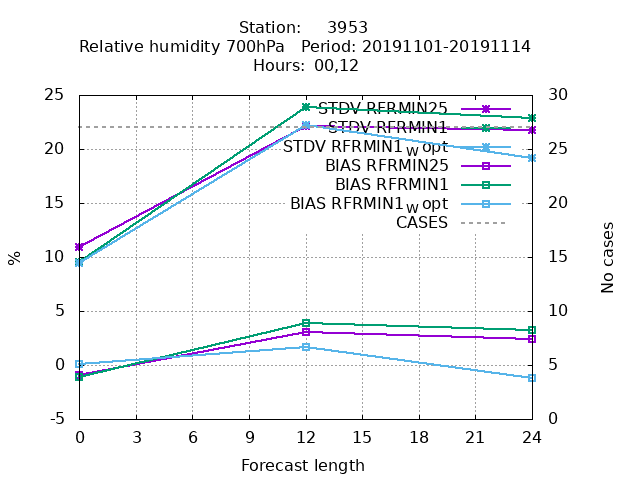 Station: 3953
Relative humidity 700hPa Period: 20191101-20191114
Hours: 00,12
25 30
STDV RFRMIN25
STDV RFRMIN1
20 STDV RFRMIN1w opt 25
BIAS RFRMIN25
BIAS RFRMIN1
15 BIAS RFRMIN1w opt 20
CASES
10 15
%
No cases
5 10
0 5
-5 0
0 3 6 9 12 15 18 21 24
Forecast length